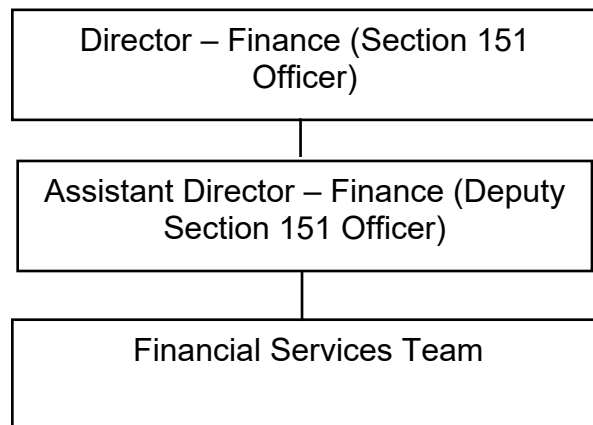 Director – Finance (Section 151
Officer)
Assistant Director – Finance (Deputy
Section 151 Officer)
Financial Services Team